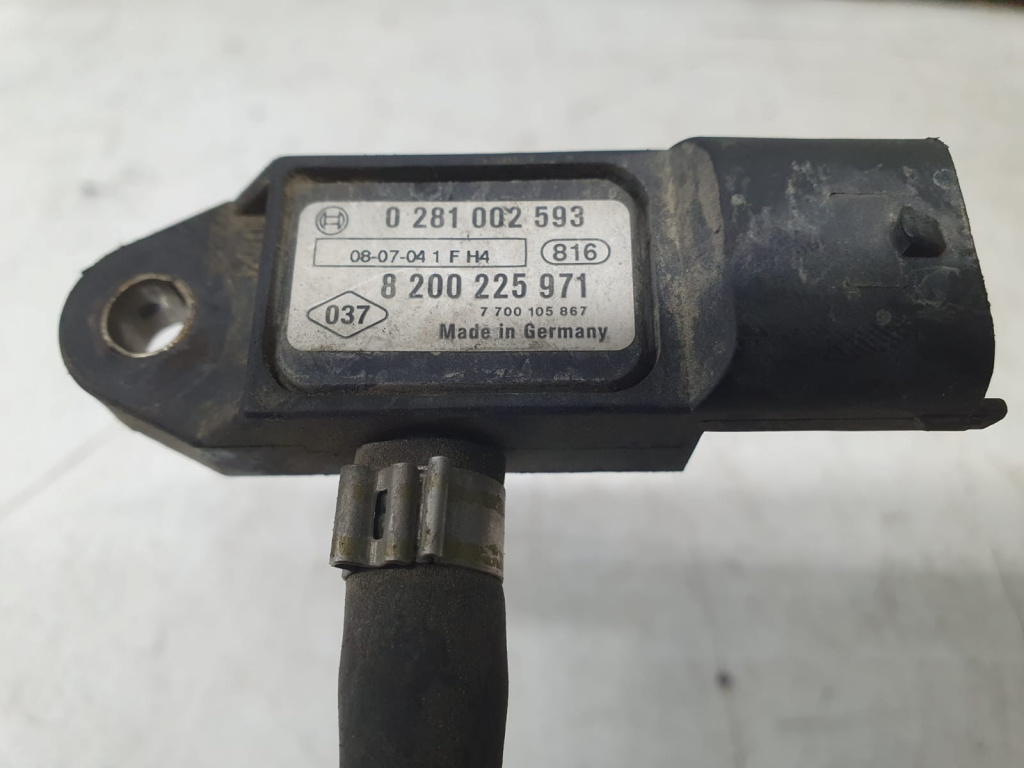 0 281 002 593
08-07-04 1 F H4 816
8 200 225 971
037 7 700 105 867
Made in Germany